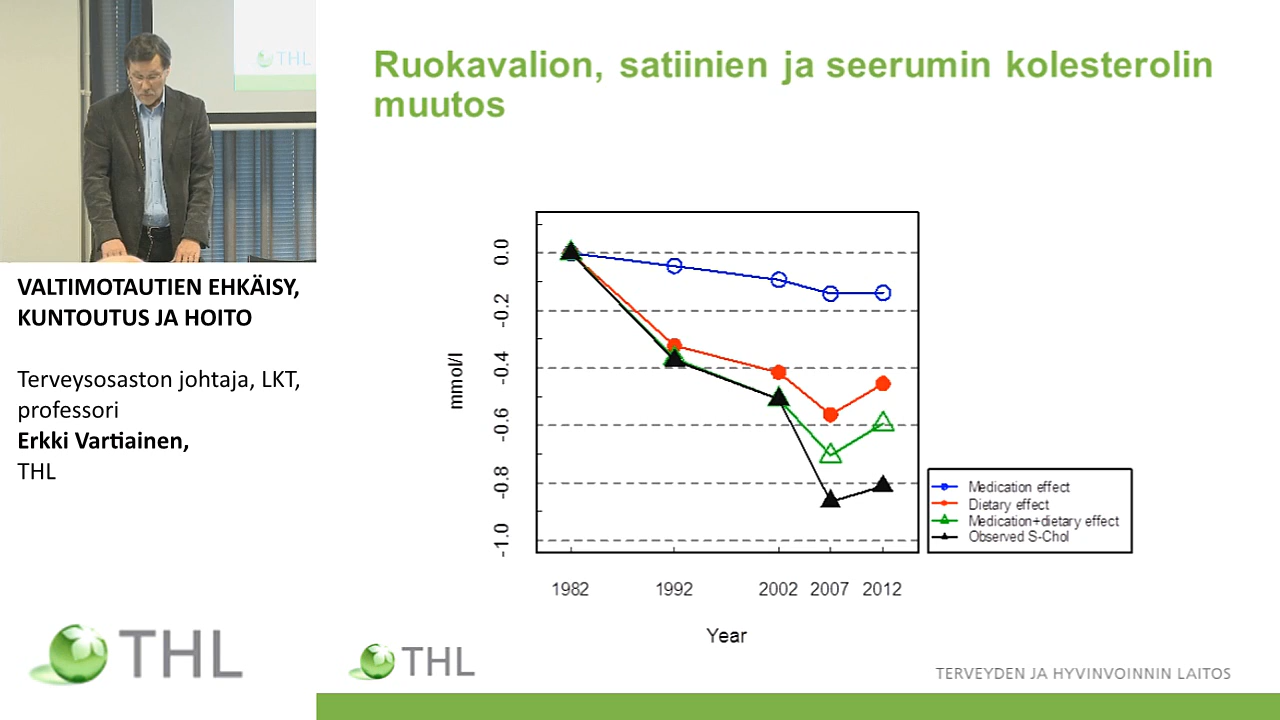 THL
VALTIMOTAUTIEN EHKÄISY,
KUNTOUTUS JA HOITO
Terveysosaston johtaja, LKT,
professori
Erkki Vartiainen,
THL
THL
Ruokavalion, satiinien ja seerumin kolesterolin
muutos
mmol/l
0.0
-0.2
-0.4
-0.6
-0.8
-1.0
1982 1992 2002 2007 2012
Year
Medication effect
Dietary effect
Medication+dietary effect
Observed S-Chol
THL
TERVEYDEN JA HYVINVOINNIN LAITOS